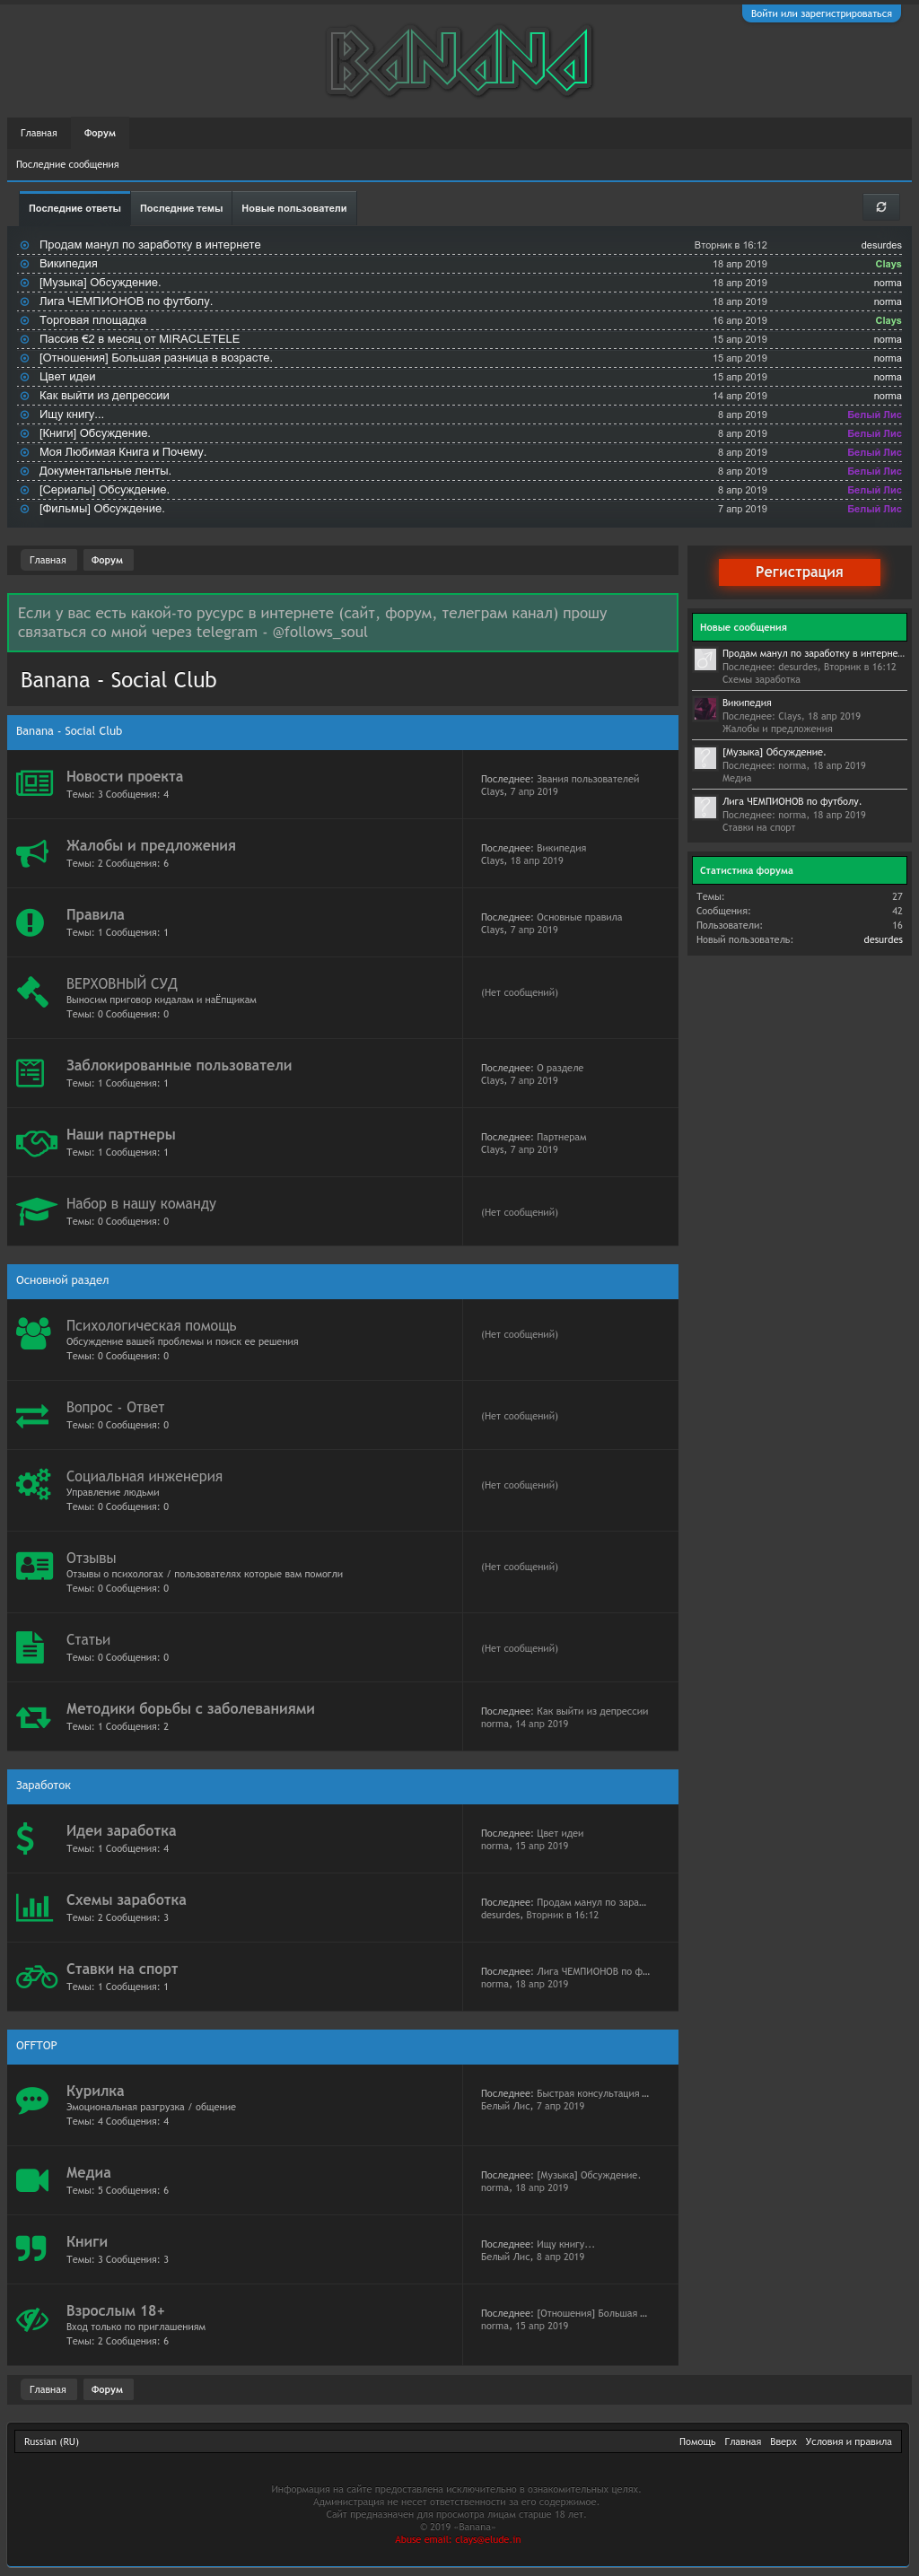 Войти или зарегистрироваться
BANANA
Главная Форум
Последние сообщения
Последние ответы Последние темы Новые пользователи
Продам манул по заработку в интернете Вторник в 16:12 desurdes
Википедия 18 апр 2019 Clays
[Музыка] Обсуждение. 18 апр 2019 norma
Лига ЧЕМПИОНОВ по футболу. 18 апр 2019 norma
Торговая площадка 16 апр 2019 Clays
Пассив €2 в месяц от MIRACLETELE 15 апр 2019 norma
[Отношения] Большая разница в возрасте. 15 апр 2019 norma
Цвет идеи 15 апр 2019 norma
Как выйти из депрессии 14 апр 2019 norma
Ищу книгу... 8 апр 2019 Белый Лис
[Книги] Обсуждение. 8 апр 2019 Белый Лис
Моя Любимая Книга и Почему. 8 апр 2019 Белый Лис
Документальные ленты. 8 апр 2019 Белый Лис
[Сериалы] Обсуждение. 8 апр 2019 Белый Лис
[Фильмы] Обсуждение. 7 апр 2019 Белый Лис
Главная Форум
Если у вас есть какой-то русурс в интернете (сайт, форум, телеграм канал) прошу
связаться со мной через telegram - @follows_soul
Banana - Social Club
Banana - Social Club
Новости проекта
Темы: 3 Сообщения: 4
Последнее: Звания пользователей
Clays, 7 апр 2019
Жалобы и предложения
Темы: 2 Сообщения: 6
Последнее: Википедия
Clays, 18 апр 2019
Правила
Темы: 1 Сообщения: 1
Последнее: Основные правила
Clays, 7 апр 2019
ВЕРХОВНЫЙ СУД
Выносим приговор кидалам и наЁпщикам
Темы: 0 Сообщения: 0
(Нет сообщений)
Заблокированные пользователи
Темы: 1 Сообщения: 1
Последнее: О разделе
Clays, 7 апр 2019
Наши партнеры
Темы: 1 Сообщения: 1
Последнее: Партнерам
Clays, 7 апр 2019
Набор в нашу команду
Темы: 0 Сообщения: 0
(Нет сообщений)
Основной раздел
Психологическая помощь
Обсуждение вашей проблемы и поиск ее решения
Темы: 0 Сообщения: 0
(Нет сообщений)
Вопрос - Ответ
Темы: 0 Сообщения: 0
(Нет сообщений)
Социальная инженерия
Управление людьми
Темы: 0 Сообщения: 0
(Нет сообщений)
Отзывы
Отзывы о психологах / пользователях которые вам помогли
Темы: 0 Сообщения: 0
(Нет сообщений)
Статьи
Темы: 0 Сообщения: 0
(Нет сообщений)
Методики борьбы с заболеваниями
Темы: 1 Сообщения: 2
Последнее: Как выйти из депрессии
norma, 14 апр 2019
Заработок
Идеи заработка
Темы: 1 Сообщения: 4
Последнее: Цвет идеи
norma, 15 апр 2019
Схемы заработка
Темы: 2 Сообщения: 3
Последнее: Продам манул по зара...
desurdes, Вторник в 16:12
Ставки на спорт
Темы: 1 Сообщения: 1
Последнее: Лига ЧЕМПИОНОВ по ф...
norma, 18 апр 2019
OFFTOP
Курилка
Эмоциональная разгрузка / общение
Темы: 4 Сообщения: 4
Последнее: Быстрая консультация ...
Белый Лис, 7 апр 2019
Медиа
Темы: 5 Сообщения: 6
Последнее: [Музыка] Обсуждение.
norma, 18 апр 2019
Книги
Темы: 3 Сообщения: 3
Последнее: Ищу книгу...
Белый Лис, 8 апр 2019
Взрослым 18+
Вход только по приглашениям
Темы: 2 Сообщения: 6
Последнее: [Отношения] Большая ...
norma, 15 апр 2019
Главная Форум
Регистрация
Новые сообщения
Продам манул по заработку в интерне...
Последнее: desurdes, Вторник в 16:12
Схемы заработка
Википедия
Последнее: Clays, 18 апр 2019
Жалобы и предложения
[Музыка] Обсуждение.
Последнее: norma, 18 апр 2019
Медиа
Лига ЧЕМПИОНОВ по футболу.
Последнее: norma, 18 апр 2019
Ставки на спорт
Статистика форума
Темы: 27
Сообщения: 42
Пользователи: 16
Новый пользователь: desurdes
Russian (RU) Помощь Главная Вверх Условия и правила
Информация на сайте предоставлена исключительно в ознакомительных целях.
Администрация не несет ответственности за его содержимое.
Сайт предназначен для просмотра лицам старше 18 лет.
© 2019 «Banana»
Abuse email: clays@elude.in